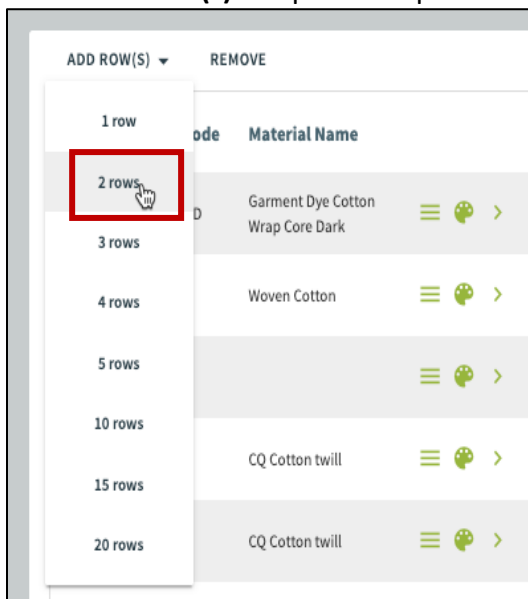 (s)
ADD ROW(S) REMOVE
1 row
ode Material Name
2 rows
D Garment Dye Cotton
Wrap Core Dark
3 rows
4 rows Woven Cotton
5 rows
10 rows
CQ Cotton twill
15 rows
20 rows CQ Cotton twill